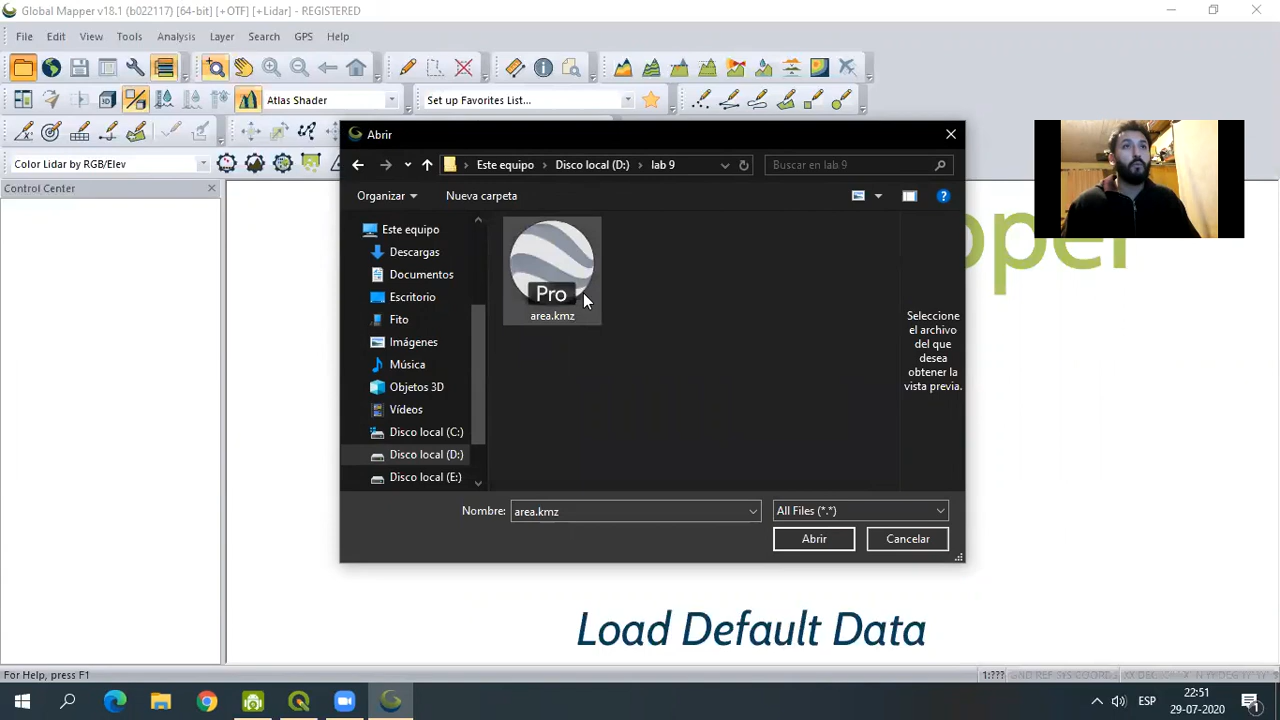 Global Mapper v18.1 (b022117) [64-bit] [+OTF] [+Lidar] - REGISTERED
File Edit View Tools Analysis Layer Search GPS Help
Atlas Shader
Set up Favorites List...
Color Lidar by RGB/Elev
Control Center
Abrir
Este equipo > Disco local (D:) > lab 9
Buscar en lab 9
Organizar
Nueva carpeta
Este equipo
Descargas
Documentos
Escritorio
Fito
Imágenes
Música
Objetos 3D
Vídeos
Disco local (C:)
Disco local (D:)
Disco local (E:)
Pro
area.kmz
Seleccione
el archivo
del que
desea
obtener la
vista previa.
Nombre:
area.kmz
All Files (*.*)
Abrir
Cancelar
pper
Load Default Data
For Help, press F1
1:???
ESP
22:51
29-07-2020